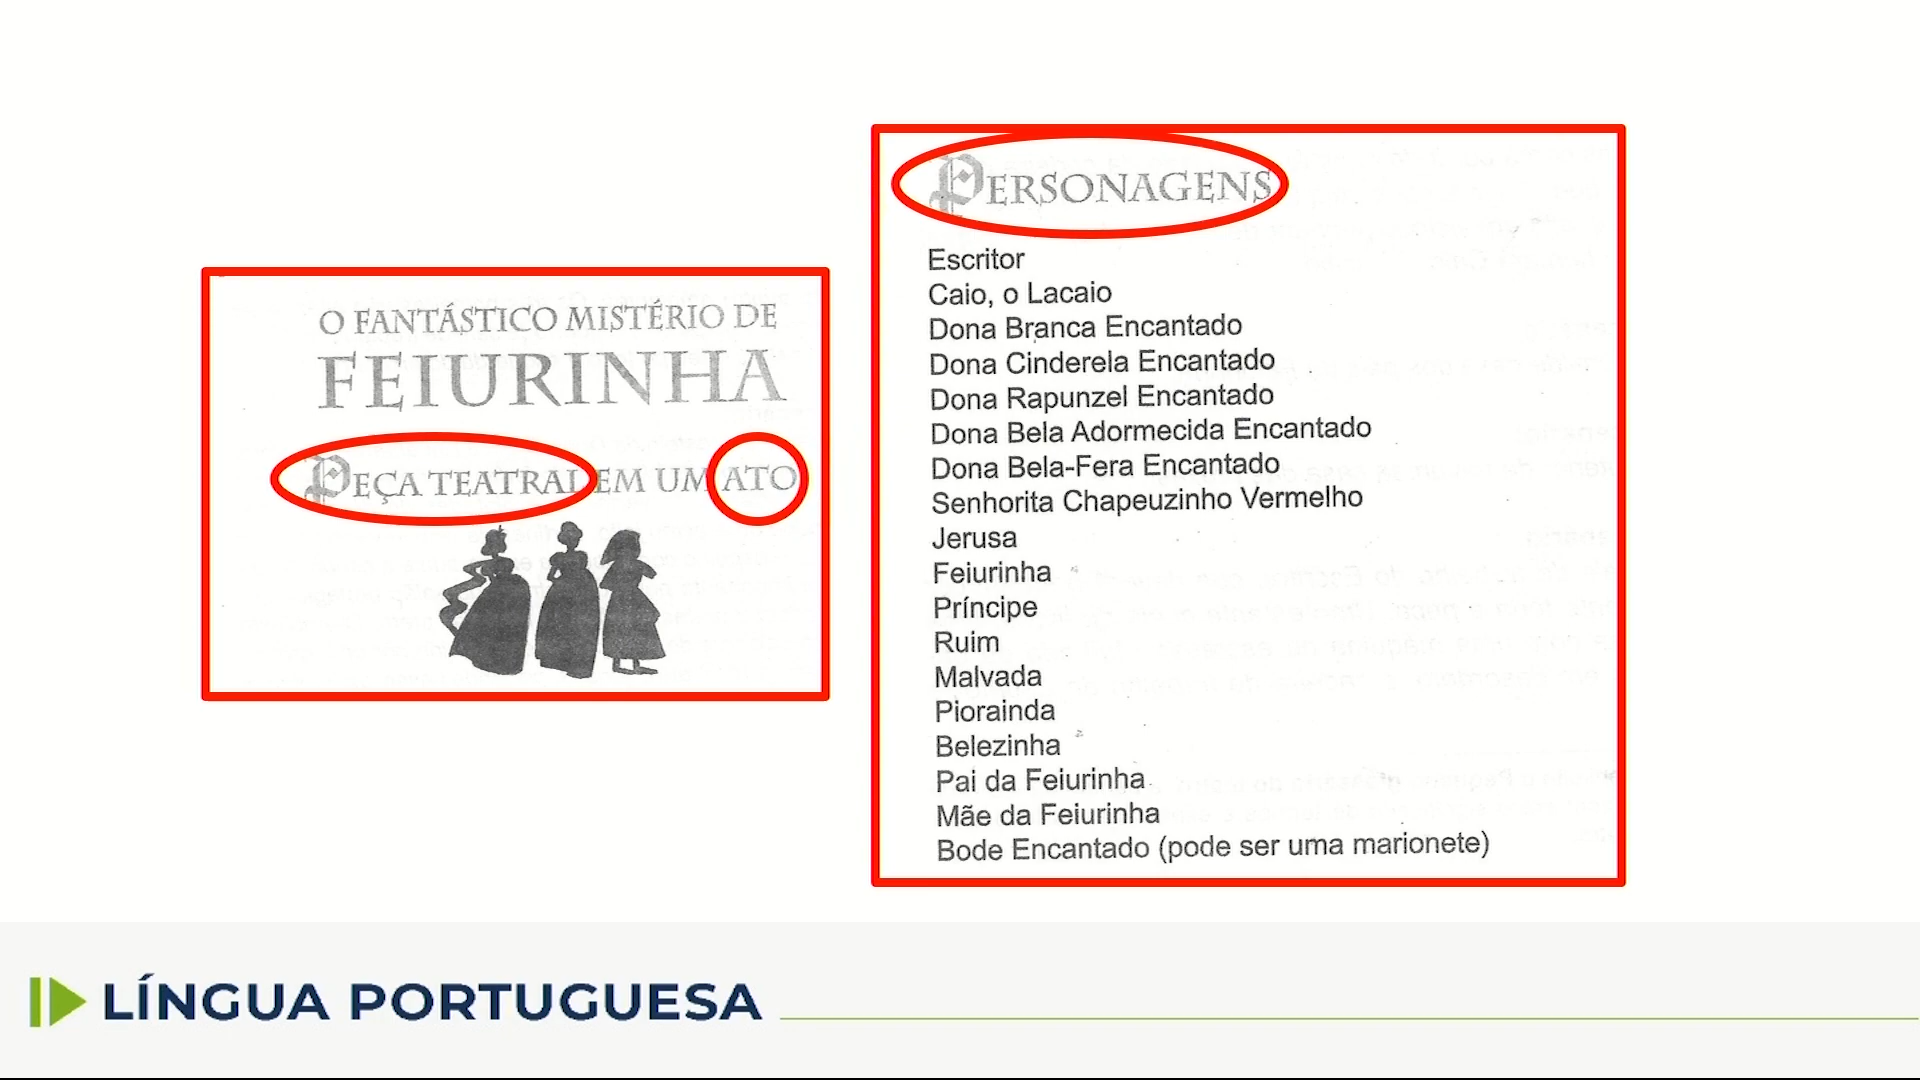 O FANTÁSTICO MISTÉRIO DE
FEIURINHA
PEÇA TEATRAL EM UM ATO
PERSONAGENS
Escritor
Caio, o Lacaio
Dona Branca Encantado
Dona Cinderela Encantado
Dona Rapunzel Encantado
Dona Bela Adormecida Encantado
Dona Bela-Fera Encantado
Senhorita Chapeuzinho Vermelho
Jerusa
Feiurinha
Príncipe
Ruim
Malvada
Piorainda
Belezinha
Pai da Feiurinha
Mãe da Feiurinha
Bode Encantado (pode ser uma marionete)
LÍNGUA PORTUGUESA